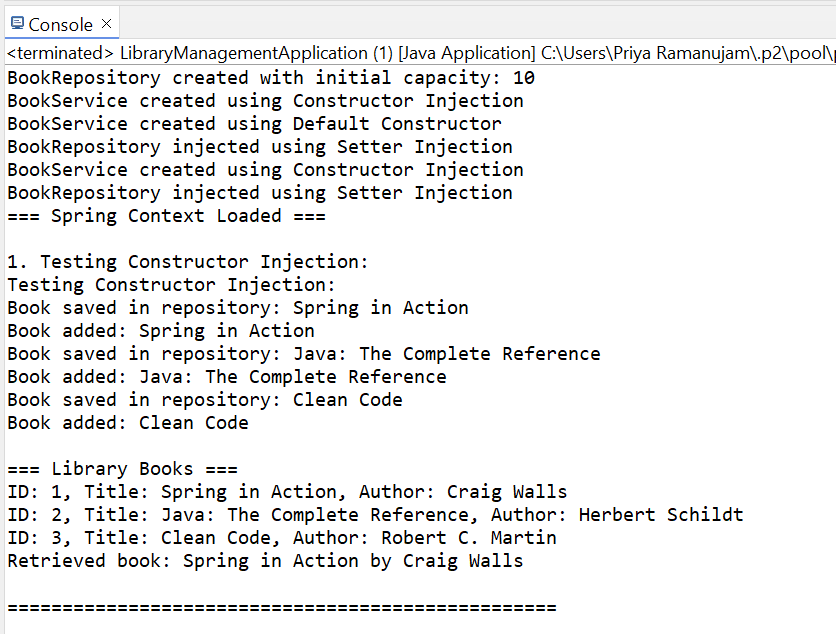 Console
<terminated> LibraryManagementApplication (1) [Java Application] C:\Users\Priya Ramanujam\.p2\pool\
BookRepository created with initial capacity: 10
BookService created using Constructor Injection
BookService created using Default Constructor
BookRepository injected using Setter Injection
BookService created using Constructor Injection
BookRepository injected using Setter Injection
=== Spring Context Loaded ===
1. Testing Constructor Injection:
Testing Constructor Injection:
Book saved in repository: Spring in Action
Book added: Spring in Action
Book saved in repository: Java: The Complete Reference
Book added: Java: The Complete Reference
Book saved in repository: Clean Code
Book added: Clean Code
=== Library Books ===
ID: 1, Title: Spring in Action, Author: Craig Walls
ID: 2, Title: Java: The Complete Reference, Author: Herbert Schildt
ID: 3, Title: Clean Code, Author: Robert C. Martin
Retrieved book: Spring in Action by Craig Walls
==================================================